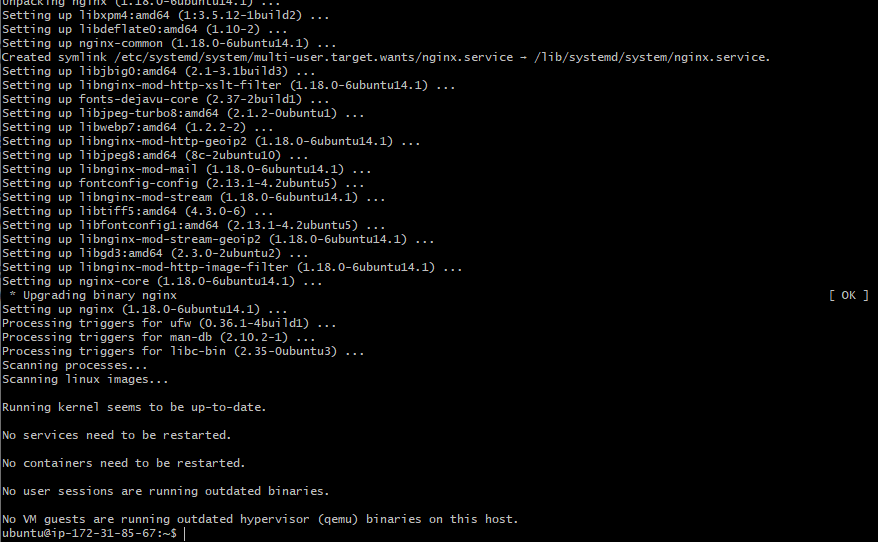 Unpacking nginx (1.18.0-6ubuntu14.1) ...
Setting up libxpm4:amd64 (1:3.5.12-1build2) ...
Setting up libdeflate0:amd64 (1.10-2) ...
Setting up nginx-common (1.18.0-6ubuntu14.1) ...
Created symlink /etc/systemd/system/multi-user.target.wants/nginx.service → /lib/systemd/system/nginx.service.
Setting up libjbig0:amd64 (2.1-3.1build3) ...
Setting up libnginx-mod-http-xslt-filter (1.18.0-6ubuntu14.1) ...
Setting up fonts-dejavu-core (2.37-2build1) ...
Setting up libjpeg-turbo8:amd64 (2.1.2-0ubuntu1) ...
Setting up libwebp7:amd64 (1.2.2-2) ...
Setting up libnginx-mod-http-geoip2 (1.18.0-6ubuntu14.1) ...
Setting up libjpeg8:amd64 (8c-2ubuntu10) ...
Setting up libnginx-mod-mail (1.18.0-6ubuntu14.1) ...
Setting up fontconfig-config (2.13.1-4.2ubuntu5) ...
Setting up libnginx-mod-stream (1.18.0-6ubuntu14.1) ...
Setting up libtiff5:amd64 (4.3.0-6) ...
Setting up libfontconfig1:amd64 (2.13.1-4.2ubuntu5) ...
Setting up libnginx-mod-stream-geoip2 (1.18.0-6ubuntu14.1) ...
Setting up libgd3:amd64 (2.3.0-2ubuntu2) ...
Setting up libnginx-mod-http-image-filter (1.18.0-6ubuntu14.1) ...
Setting up nginx-core (1.18.0-6ubuntu14.1) ...
 * Upgrading binary nginx [ OK ]
Setting up nginx (1.18.0-6ubuntu14.1) ...
Processing triggers for ufw (0.36.1-4build1) ...
Processing triggers for man-db (2.10.2-1) ...
Processing triggers for libc-bin (2.35-0ubuntu3) ...
Scanning processes...
Scanning linux images...
Running kernel seems to be up-to-date.
No services need to be restarted.
No containers need to be restarted.
No user sessions are running outdated binaries.
No VM guests are running outdated hypervisor (qemu) binaries on this host.
ubuntu@ip-172-31-85-67:~$